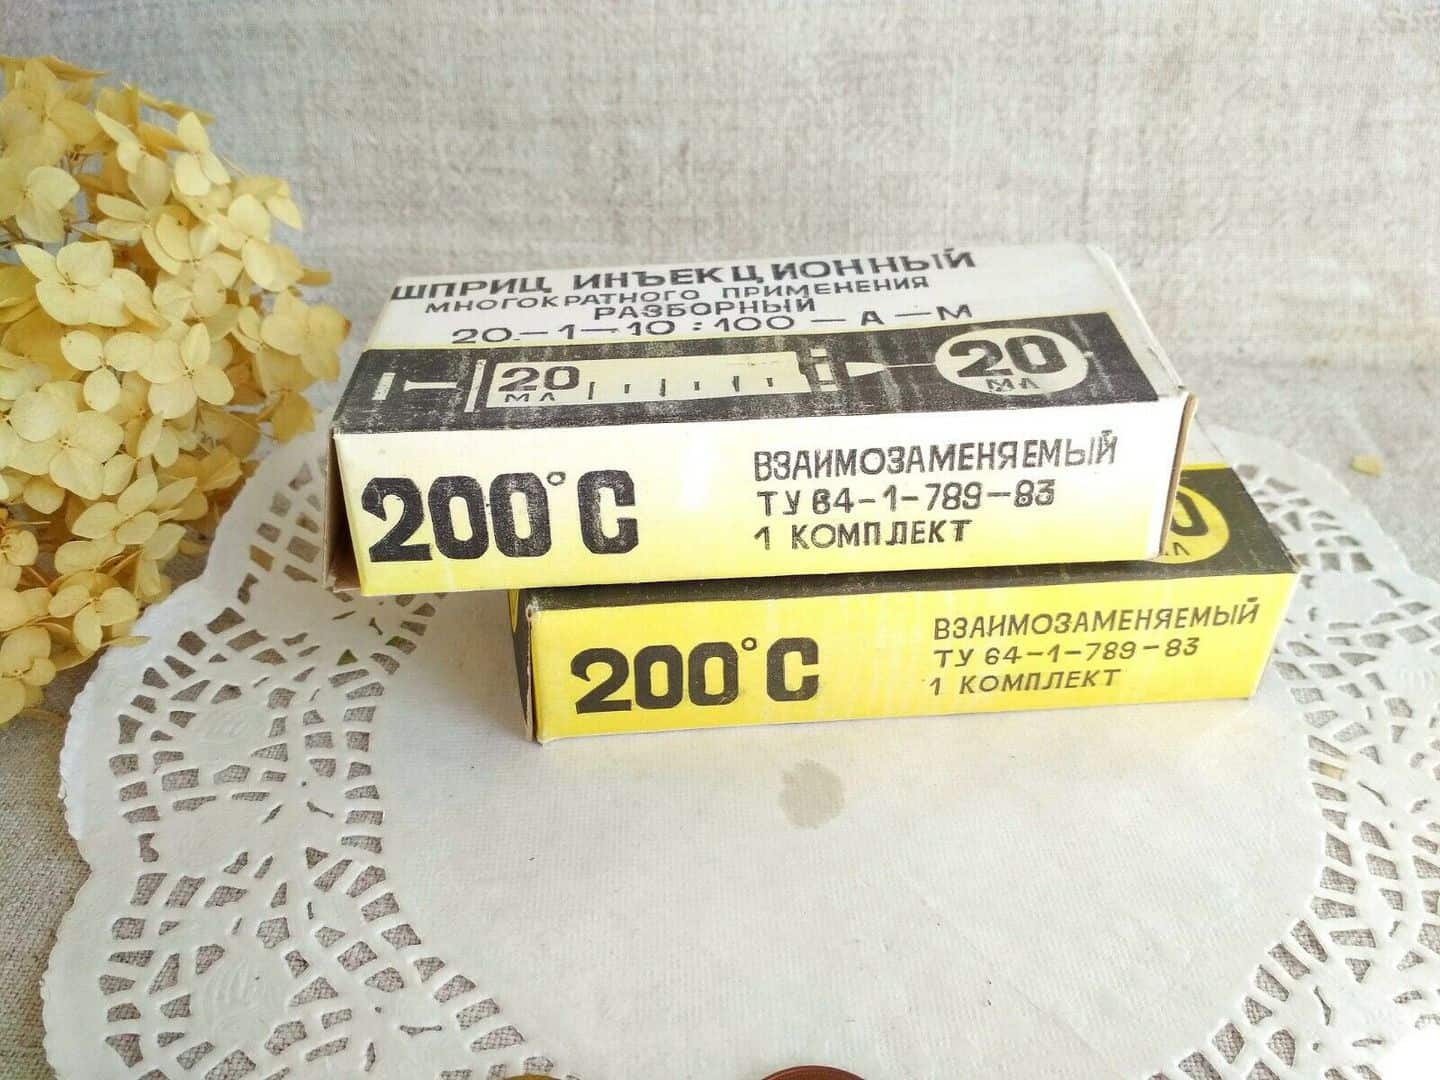 ШПРИЦ ИНЪЕКЦИОННЫЙ
МНОГОКРАТНОГО ПРИМЕНЕНИЯ
РАЗБОРНЫЙ
20-1-10:100-А-М
20
МЛ
20
МЛ
200°С
ВЗАИМОЗАМЕНЯЕМЫЙ
ТУ 64-1-789-83
1 КОМПЛЕКТ
200°С
ВЗАИМОЗАМЕНЯЕМЫЙ
ТУ 64-1-789-83
1 КОМПЛЕКТ